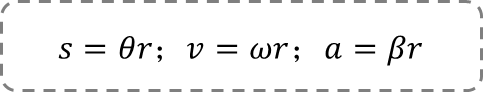 s = θr; v = ωr; a = βr